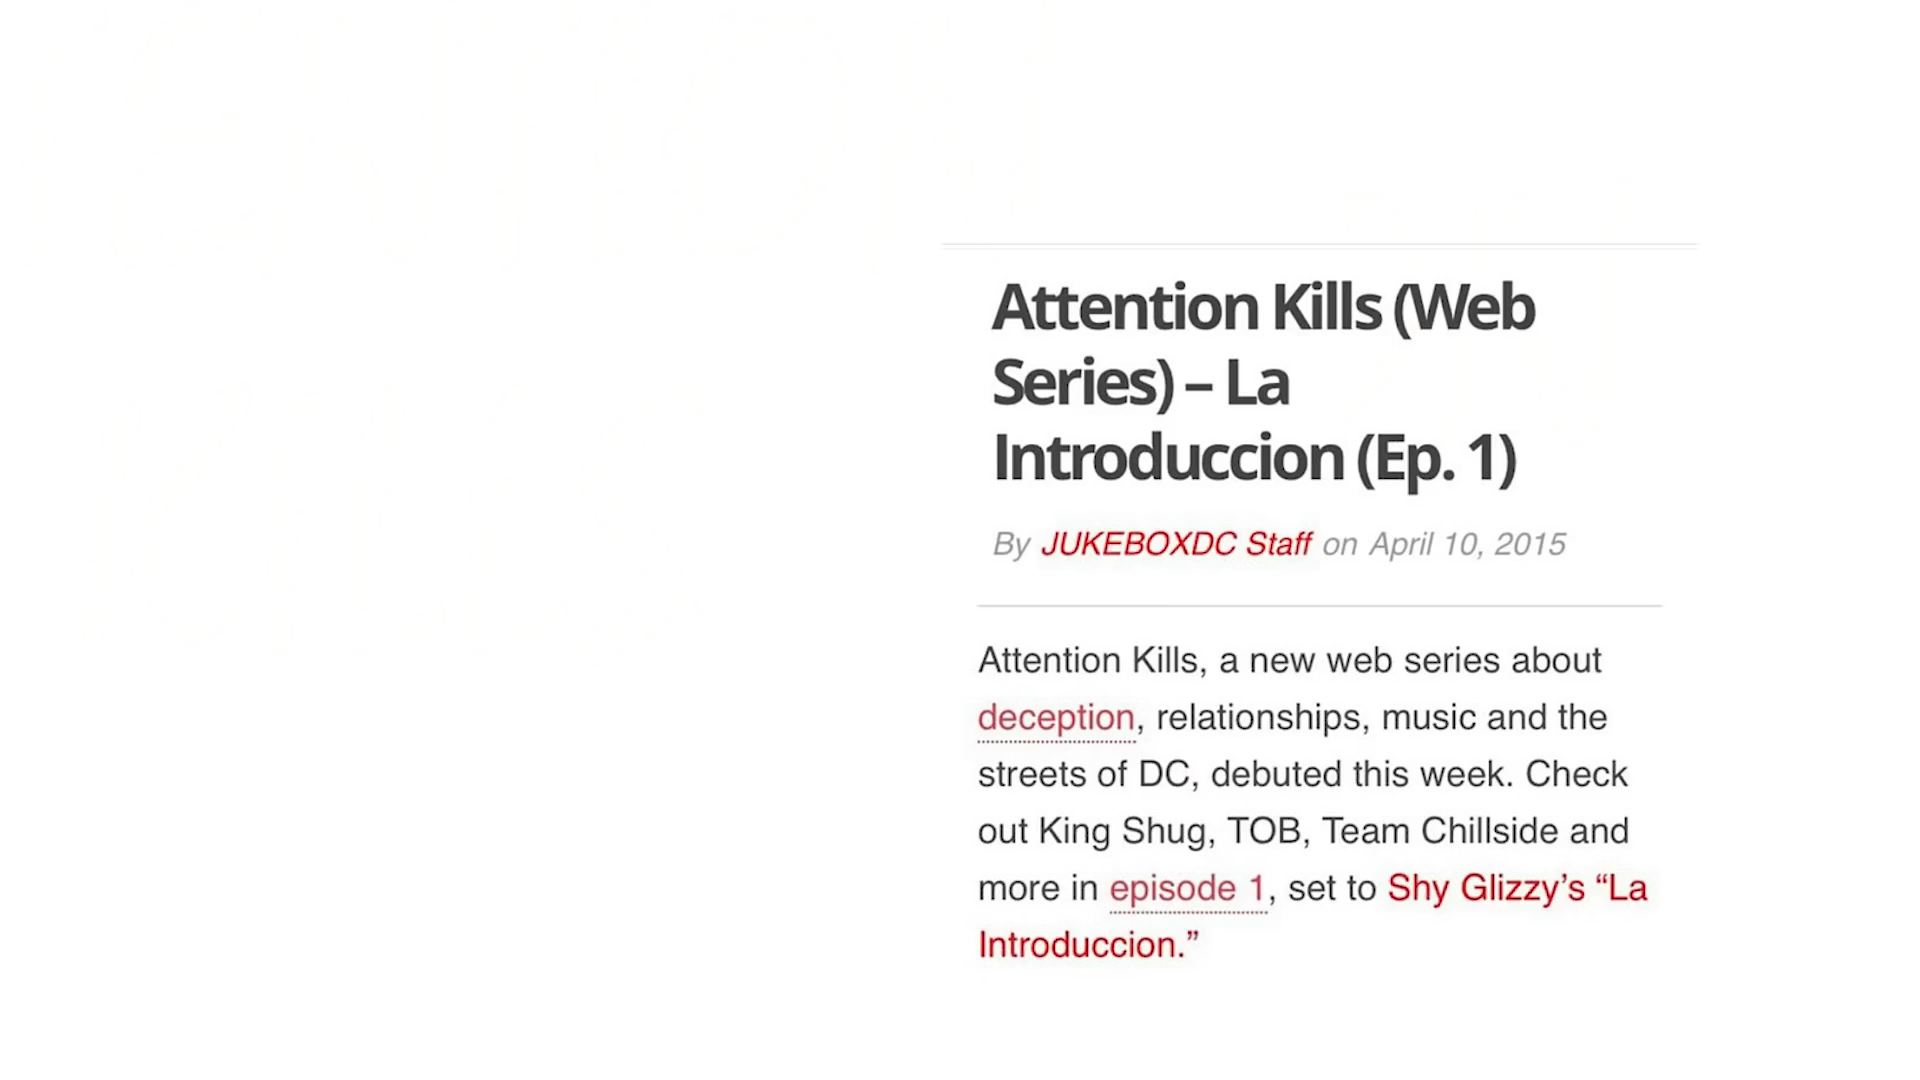 Attention Kills (Web
Series) – La
Introduccion (Ep. 1)
By JUKEBOXDC Staff on April 10, 2015
Attention Kills, a new web series about
deception, relationships, music and the
streets of DC, debuted this week. Check
out King Shug, TOB, Team Chillside and
more in episode 1, set to Shy Glizzy’s “La
Introduccion.”